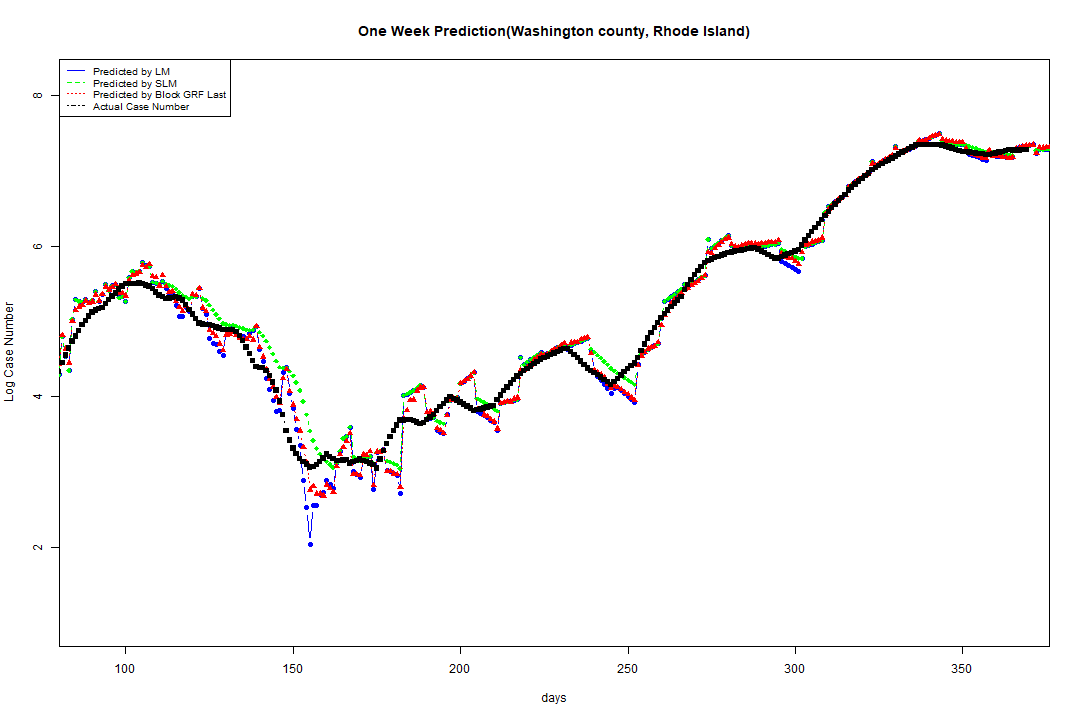 One Week Prediction(Washington county, Rhode Island)
Predicted by LM
Predicted by SLM
Predicted by Block GRF Last
Actual Case Number
8
6
4
2
Log Case Number
100 150 200 250 300 350
days